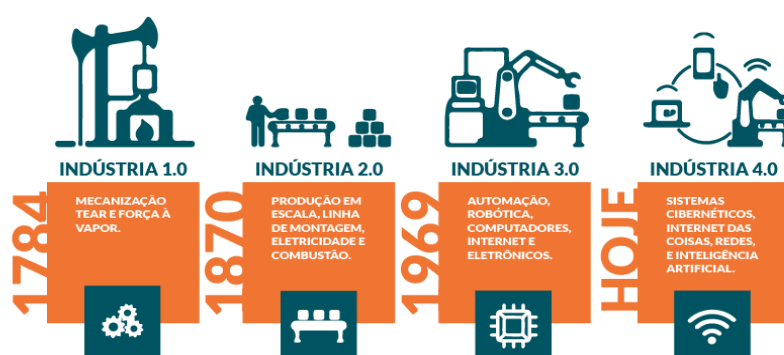 INDÚSTRIA 1.0
1784
MECANIZAÇÃO
TEAR E FORÇA À
VAPOR.
INDÚSTRIA 2.0
1870
PRODUÇÃO EM
ESCALA, LINHA
DE MONTAGEM,
ELETRICIDADE E
COMBUSTÃO.
INDÚSTRIA 3.0
1969
AUTOMAÇÃO,
ROBÓTICA,
COMPUTADORES,
INTERNET E
ELETRÔNICOS.
INDÚSTRIA 4.0
HOJE
SISTEMAS
CIBERNÉTICOS,
INTERNET DAS
COISAS, REDES,
E INTELIGÊNCIA
ARTIFICIAL.